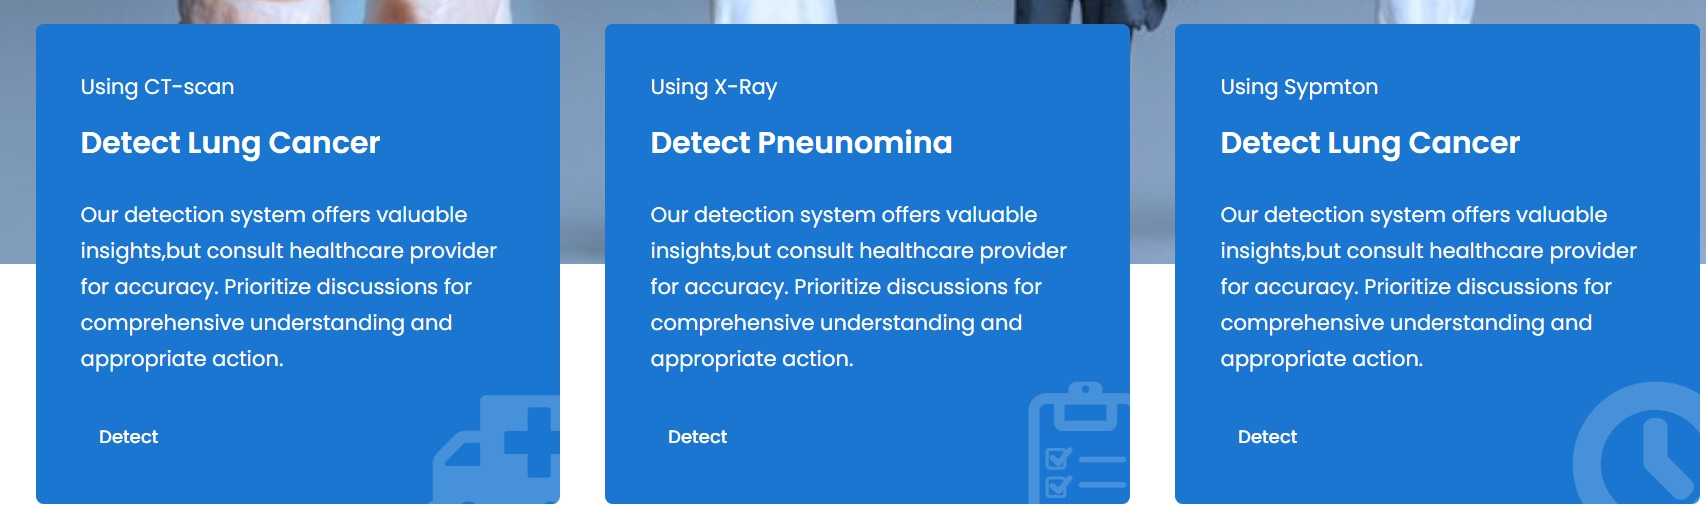 Using CT-scan
Detect Lung Cancer
Our detection system offers valuable
insights,but consult healthcare provider
for accuracy. Prioritize discussions for
comprehensive understanding and
appropriate action.
Detect
Using X-Ray
Detect Pneunomina
Our detection system offers valuable
insights,but consult healthcare provider
for accuracy. Prioritize discussions for
comprehensive understanding and
appropriate action.
Detect
Using Sypmton
Detect Lung Cancer
Our detection system offers valuable
insights,but consult healthcare provider
for accuracy. Prioritize discussions for
comprehensive understanding and
appropriate action.
Detect